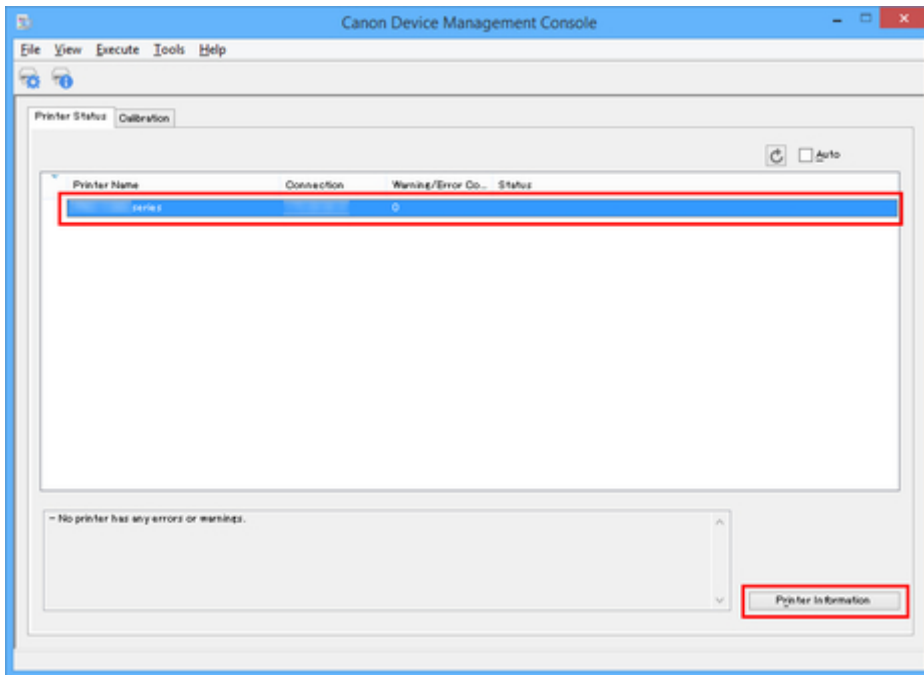 Canon Device Management Console
File View Execute Tools Help
Printer Status Calibration
Auto
Printer Name Connection Warning/Error Co... Status
series 0
- No printer has any errors or warnings.
Printer Information